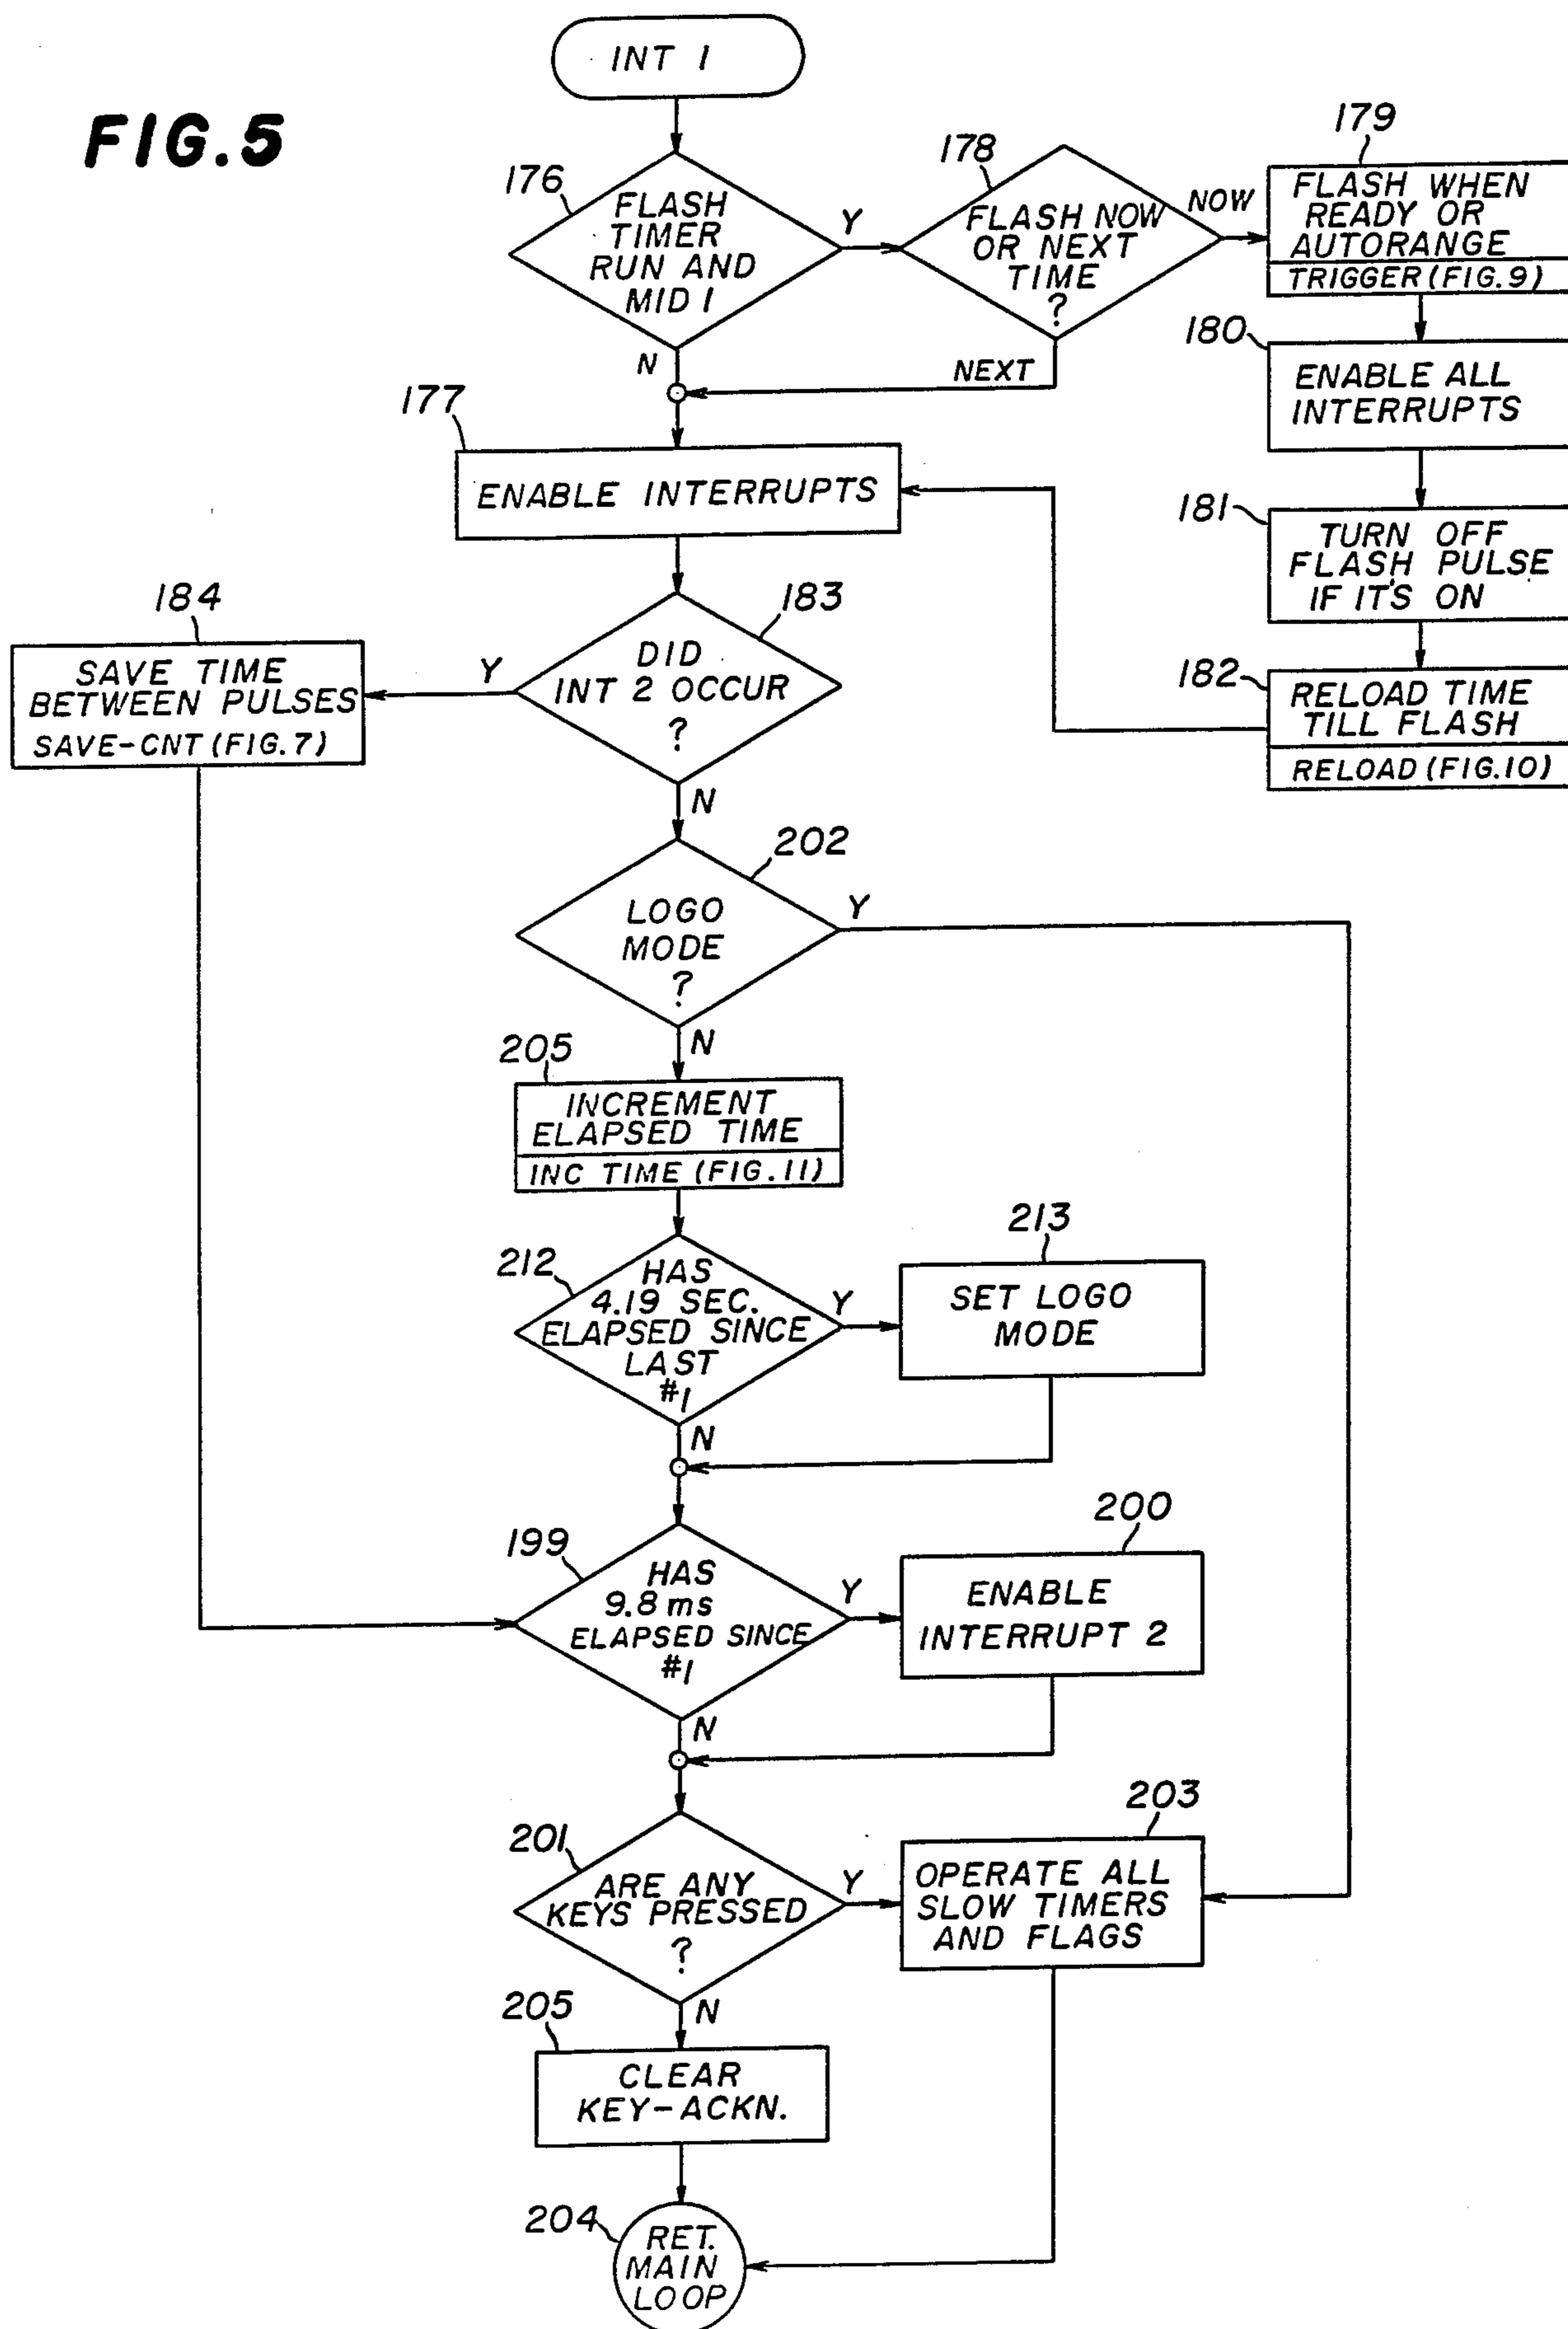 FIG. 5
INT 1
176
FLASH
TIMER
RUN AND
MID 1
Y
N
178
FLASH NOW
OR NEXT
TIME
?
NOW
NEXT
179
FLASH WHEN
READY OR
AUTORANGE
TRIGGER (FIG. 9)
180
ENABLE ALL
INTERRUPTS
181
TURN OFF
FLASH PULSE
IF IT'S ON
182
RELOAD TIME
TILL FLASH
RELOAD (FIG. 10)
177
ENABLE INTERRUPTS
183
DID
INT 2 OCCUR
?
Y
N
184
SAVE TIME
BETWEEN PULSES
SAVE-CNT (FIG. 7)
202
LOGO
MODE
?
Y
N
205
INCREMENT
ELAPSED TIME
INC TIME (FIG. 11)
212
HAS
4.19 SEC.
ELAPSED SINCE
LAST
#1
Y
N
213
SET LOGO
MODE
199
HAS
9.8 ms
ELAPSED SINCE
#1
Y
N
200
ENABLE
INTERRUPT 2
201
ARE ANY
KEYS PRESSED
?
Y
N
203
OPERATE ALL
SLOW TIMERS
AND FLAGS
205
CLEAR
KEY-ACKN.
204
RET.
MAIN
LOOP